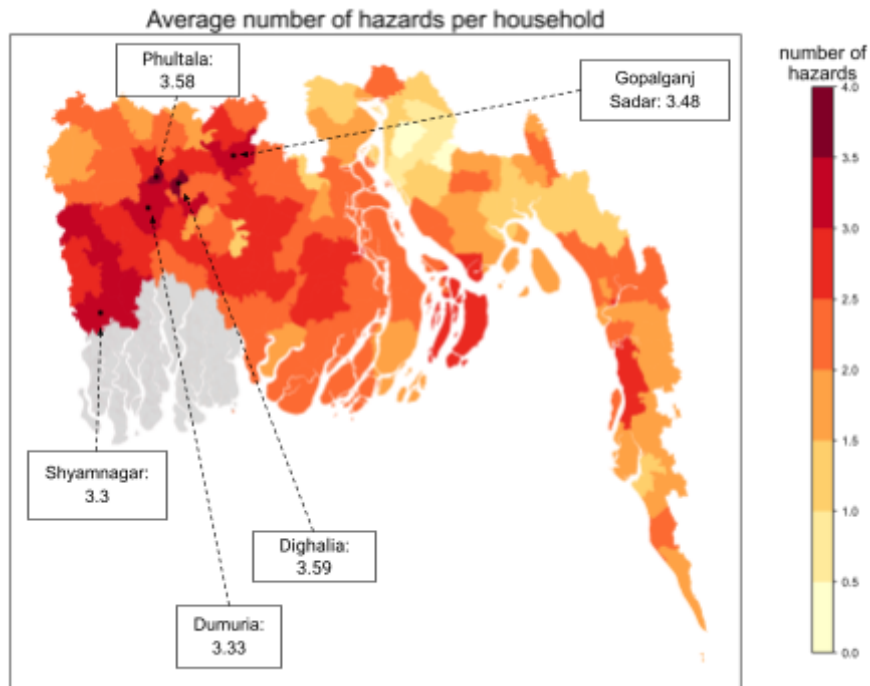 Average number of hazards per household
Phultala:
3.58
Gopalganj
Sadar: 3.48
Shyamnagar:
3.3
Dighalia:
3.59
Dumuria:
3.33
number of
hazards
4.0
3.5
3.0
2.5
2.0
1.5
1.0
0.5
0.0